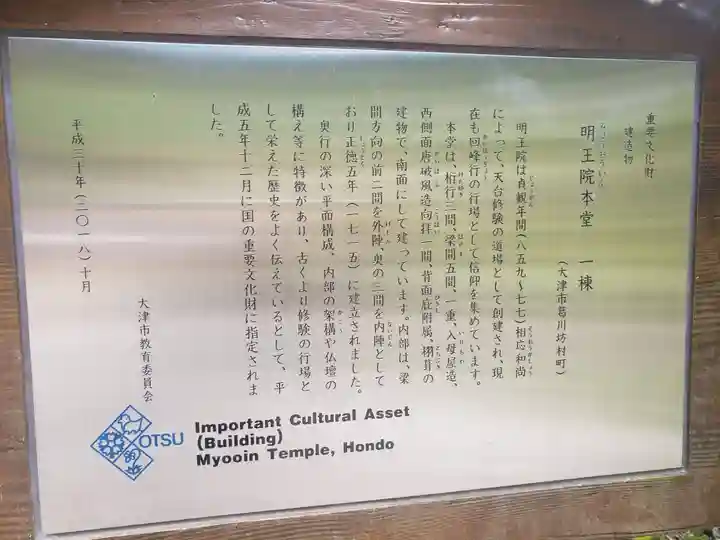 重要文化財
建造物
明王院本堂　一棟
（大津市葛川坊村町）
明王院は貞観年間（八五九～七七）相応和尚
によって、天台修験の道場として創建され、現
在も回峰行の行場として信仰を集めています。
本堂は、桁行三間、梁間五間、一重、入母屋造、
西側面唐破風造向拝一間、背面庇附属、栩葺の
建物で、南面にして建っています。内部は、梁
間方向の前二間を外陣、奥の三間を内陣として
おり正徳五年（一七一五）に建立されました。
奥行の深い平面構成、内部の架構や仏壇の
構え等に特徴があり、古くより修験の行場と
して栄えた歴史をよく伝えているとして、平
成五年十二月に国の重要文化財に指定されま
した。
平成三十年（二〇一八）十月
大津市教育委員会
OTSU
Important Cultural Asset
(Building)
Myooin Temple, Hondo